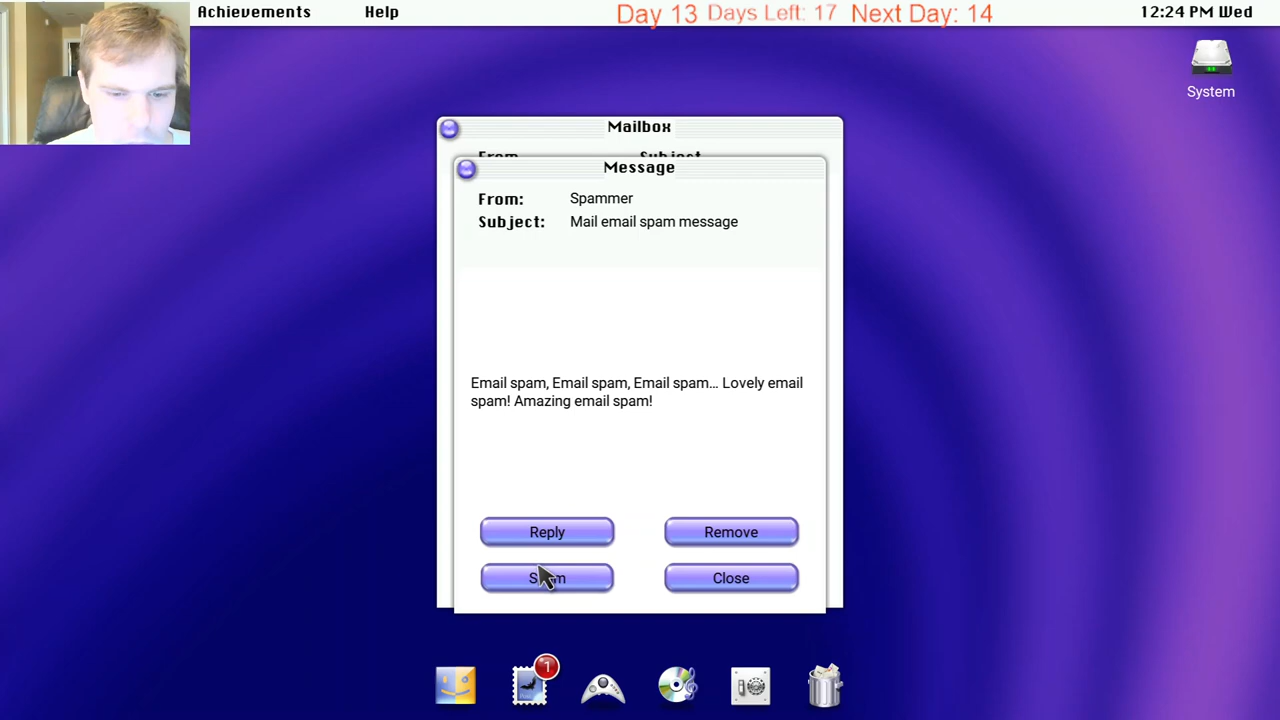 Achievements Help Day 13 Days Left: 17 Next Day: 14 12:24 PM Wed
System
Mailbox
From Subject
Message
From: Spammer
Subject: Mail email spam message
Email spam, Email spam, Email spam... Lovely email
spam! Amazing email spam!
Reply Remove
Close
1